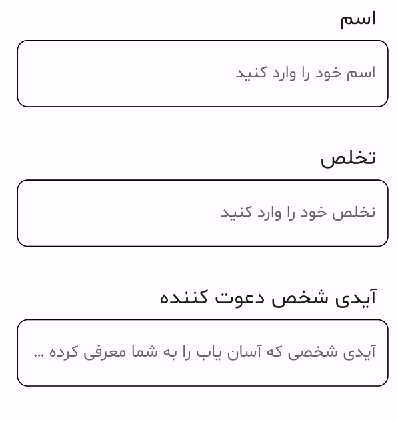 اسم
اسم خود را وارد کنید
تخلص
نخلص خود را وارد کنید
آیدی شخص دعوت کننده
آیدی شخصی که آسان یاب را به شما معرفی کرده ...